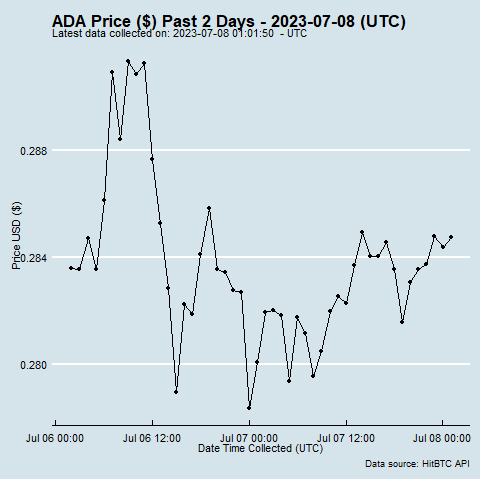 ADA Price ($) Past 2 Days - 2023-07-08 (UTC)
Latest data collected on: 2023-07-08 01:01:50 - UTC
0.288
0.284
0.280
Price USD ($)
Jul 06 00:00 Jul 06 12:00 Jul 07 00:00 Jul 07 12:00 Jul 08 00:00
Date Time Collected (UTC)
Data source: HitBTC API